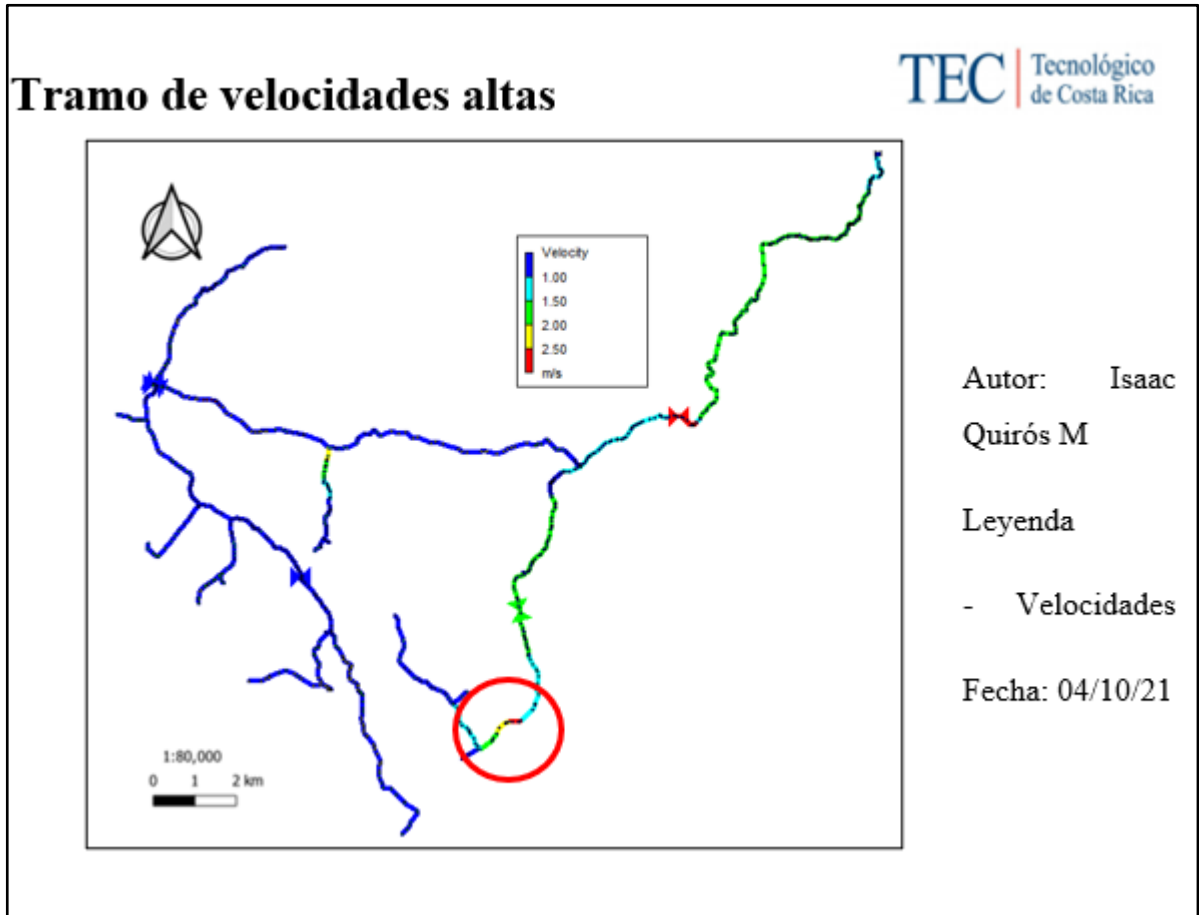 Tramo de velocidades altas
TEC Tecnológico
de Costa Rica
Velocity
1.00
1.50
2.00
2.50
m/s
Autor: Isaac
Quirós M
Leyenda
- Velocidades
Fecha: 04/10/21
1:80,000
0 1 2 km